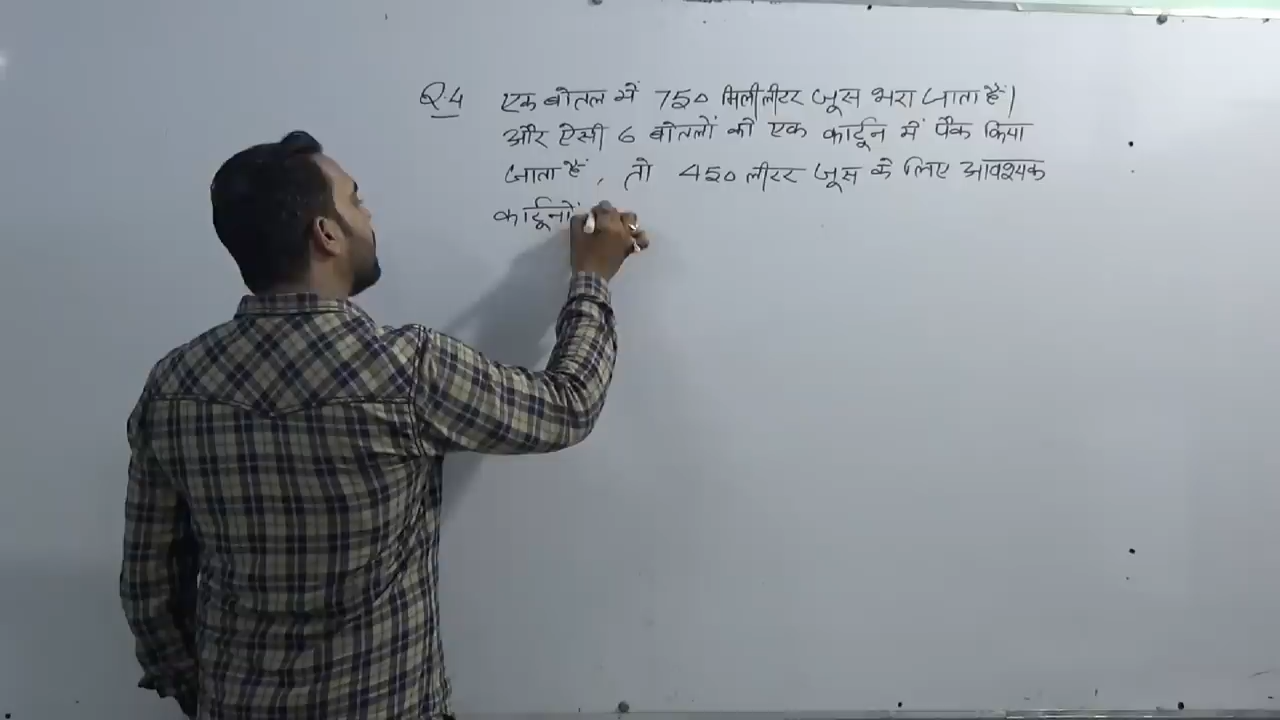 Q.4 एक बोतल में 750 मिलीलीटर जूस भरा जाता है।
और ऐसी 6 बोतलों को एक कार्टून में पैक किया
जाता है, तो 450 लीटर जूस के लिए आवश्यक
कार्टूनों